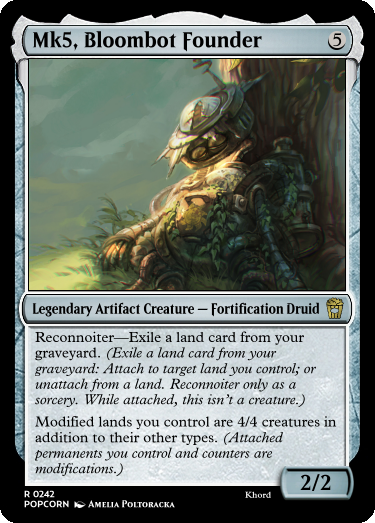 Mk5, Bloombot Founder 5
Legendary Artifact Creature — Fortification Druid
Reconnoiter—Exile a land card from your
graveyard. (Exile a land card from your
graveyard: Attach to target land you control; or
unattach from a land. Reconnoiter only as a
sorcery. While attached, this isn't a creature.)
Modified lands you control are 4/4 creatures in
addition to their other types. (Attached
permanents you control and counters are
modifications.)
2/2
R 0242
POPCORN Amelia Poltoracka
Khord